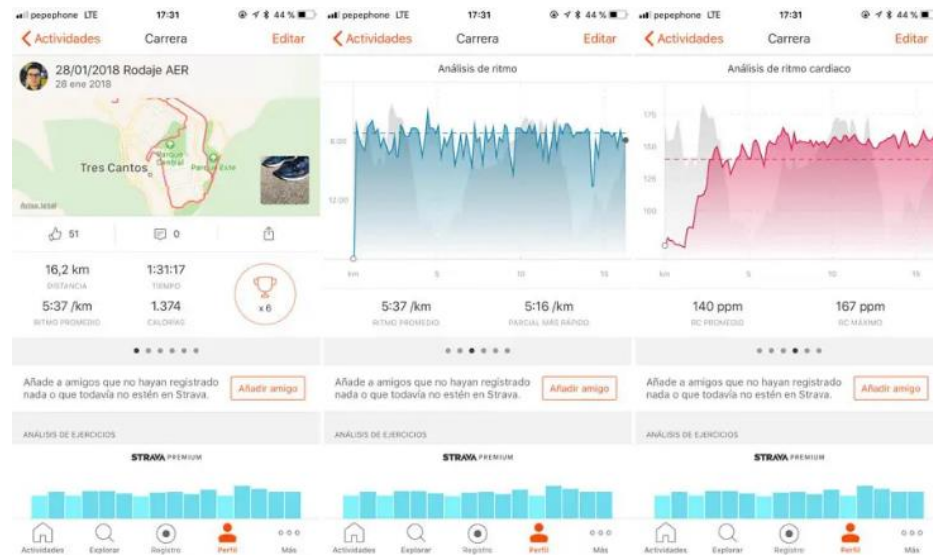 pepephone LTE 17:31 44 %
Actividades Carrera Editar
28/01/2018 Rodaje AER
28 ene 2018
Parque Central
Tres Cantos
Parque Este
Aviso legal
51 0
16,2 km 1:31:17
DISTANCIA TIEMPO
5:37 /km 1.374 x 6
RITMO PROMEDIO CALORÍAS
Añade a amigos que no hayan registrado
nada o que todavía no estén en Strava.
Añadir amigo
ANÁLISIS DE EJERCICIOS
STRAVA PREMIUM
Actividades Explorar Registro Perfil Más
pepephone LTE 17:31 44 %
Actividades Carrera Editar
Análisis de ritmo
8:00
12:00
km 5 10 15
5:37 /km 5:16 /km
RITMO PROMEDIO PARCIAL MÁS RÁPIDO
Añade a amigos que no hayan registrado
nada o que todavía no estén en Strava.
Añadir amigo
ANÁLISIS DE EJERCICIOS
STRAVA PREMIUM
Actividades Explorar Registro Perfil Más
pepephone LTE 17:31 44 %
Actividades Carrera Editar
Análisis de ritmo cardiaco
175
150
125
100
km 5 10 15
140 ppm 167 ppm
RC PROMEDIO RC MÁXIMO
Añade a amigos que no hayan registrado
nada o que todavía no estén en Strava.
Añadir amigo
ANÁLISIS DE EJERCICIOS
STRAVA PREMIUM
Actividades Explorar Registro Perfil Más